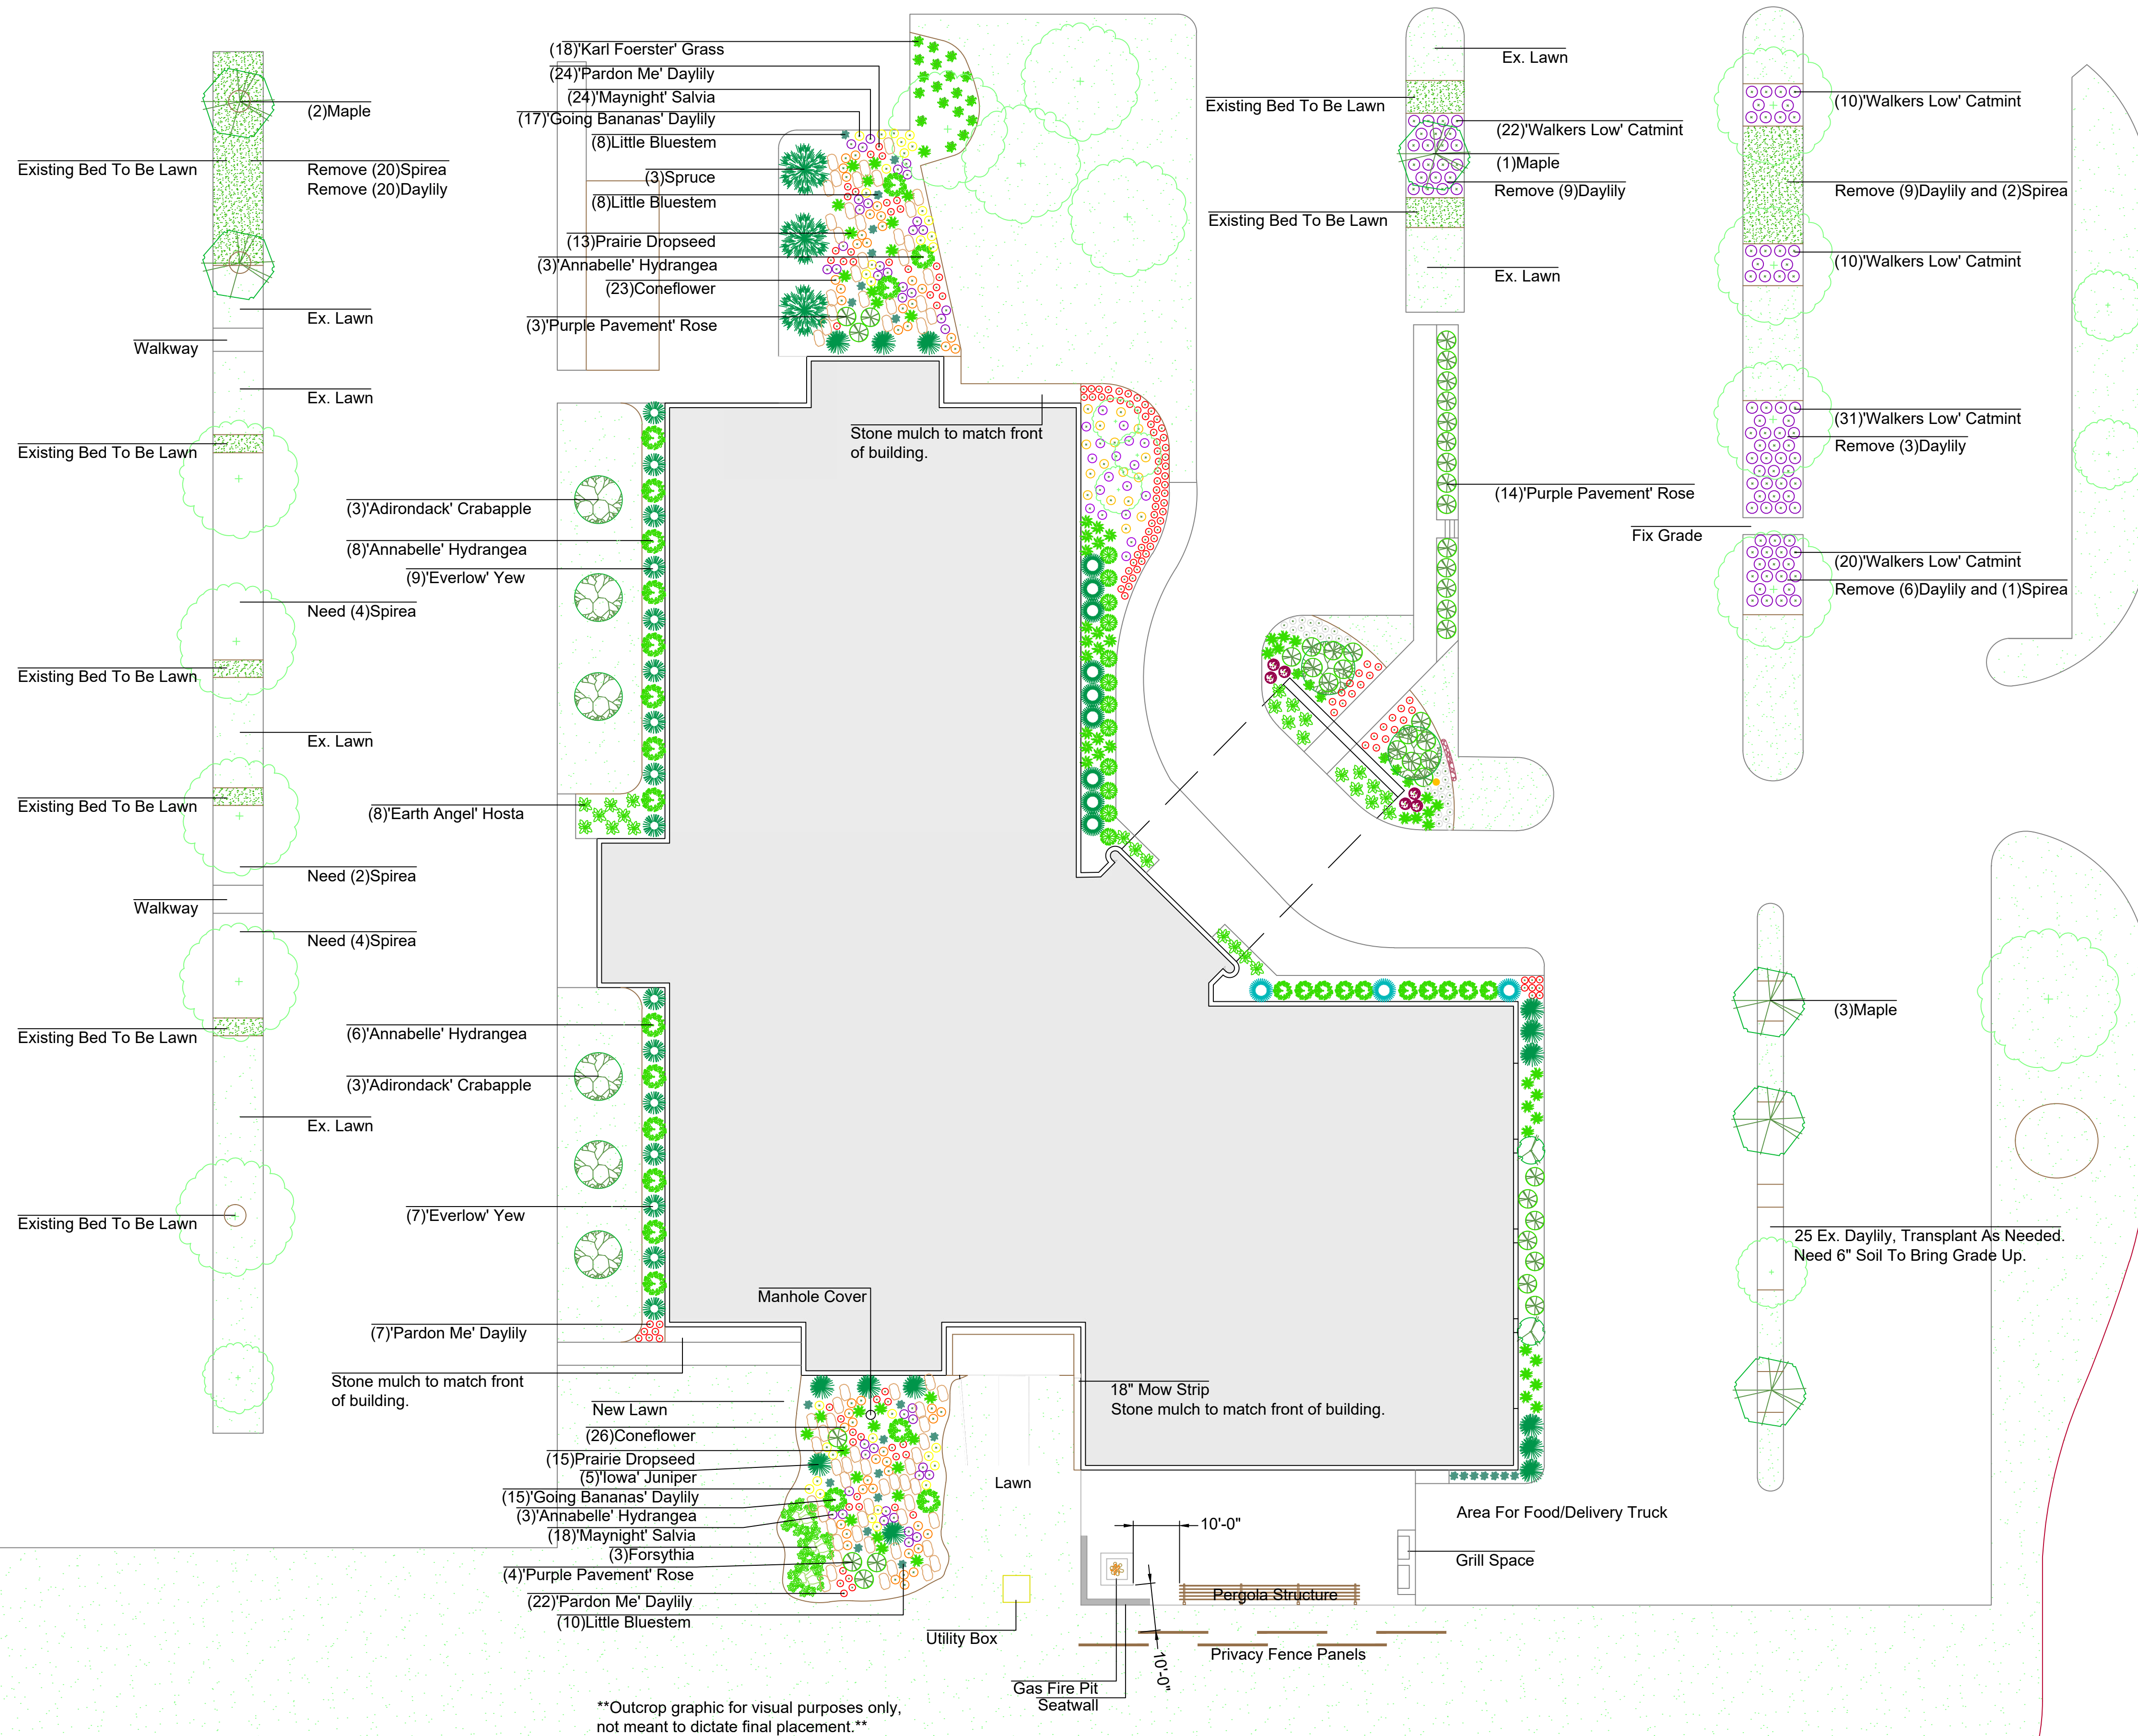 (2)Maple
Existing Bed To Be Lawn
Remove (20)Spirea
Remove (20)Daylily
Ex. Lawn
Walkway
Ex. Lawn
Existing Bed To Be Lawn
Need (4)Spirea
Existing Bed To Be Lawn
Ex. Lawn
Existing Bed To Be Lawn
Need (2)Spirea
Walkway
Need (4)Spirea
Existing Bed To Be Lawn
Ex. Lawn
Existing Bed To Be Lawn
(18)'Karl Foerster' Grass
(24)'Pardon Me' Daylily
(24)'Maynight' Salvia
(17)'Going Bananas' Daylily
(8)Little Bluestem
(3)Spruce
(8)Little Bluestem
(13)Prairie Dropseed
(3)'Annabelle' Hydrangea
(23)Coneflower
(3)'Purple Pavement' Rose
Stone mulch to match front
of building.
(3)'Adirondack' Crabapple
(8)'Annabelle' Hydrangea
(9)'Everlow' Yew
(8)'Earth Angel' Hosta
(6)'Annabelle' Hydrangea
(3)'Adirondack' Crabapple
(7)'Everlow' Yew
Manhole Cover
(7)'Pardon Me' Daylily
Stone mulch to match front
of building.
New Lawn
(26)Coneflower
(15)Prairie Dropseed
(5)'Iowa' Juniper
(15)'Going Bananas' Daylily
(3)'Annabelle' Hydrangea
(18)'Maynight' Salvia
(3)Forsythia
(4)'Purple Pavement' Rose
(22)'Pardon Me' Daylily
(10)Little Bluestem
18" Mow Strip
Stone mulch to match front of building.
Lawn
Utility Box
10'-0"
10'-0"
Pergola Structure
Privacy Fence Panels
Gas Fire Pit
Seatwall
Grill Space
Area For Food/Delivery Truck
**Outcrop graphic for visual purposes only,
not meant to dictate final placement.**
Ex. Lawn
Existing Bed To Be Lawn
(22)'Walkers Low' Catmint
(1)Maple
Remove (9)Daylily
Existing Bed To Be Lawn
Ex. Lawn
(14)'Purple Pavement' Rose
Fix Grade
(10)'Walkers Low' Catmint
Remove (9)Daylily and (2)Spirea
(10)'Walkers Low' Catmint
(31)'Walkers Low' Catmint
Remove (3)Daylily
(20)'Walkers Low' Catmint
Remove (6)Daylily and (1)Spirea
(3)Maple
25 Ex. Daylily, Transplant As Needed.
Need 6" Soil To Bring Grade Up.